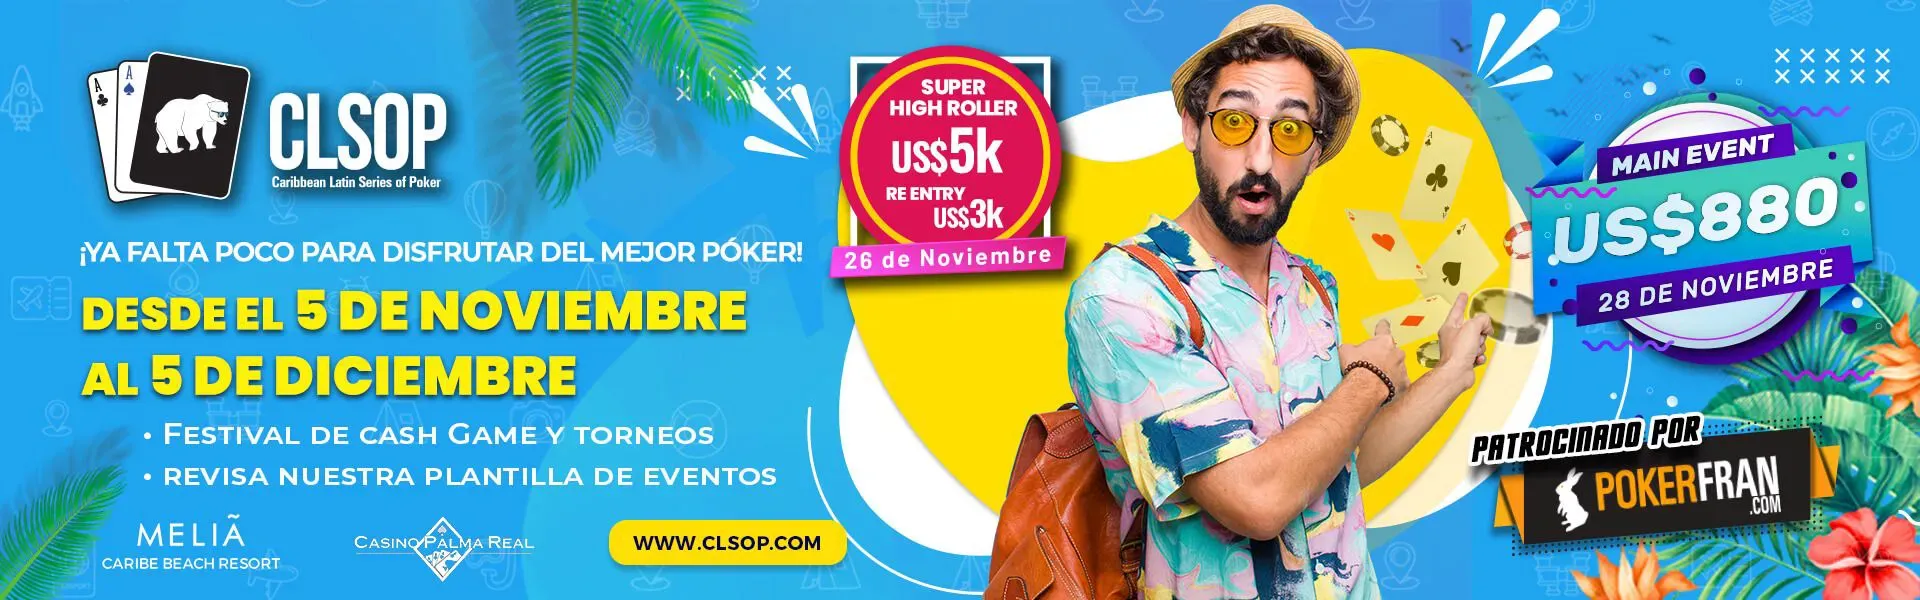 A
A
CLSOP
Caribbean Latin Series of Poker
¡YA FALTA POCO PARA DISFRUTAR DEL MEJOR PÓKER!
DESDE EL 5 DE NOVIEMBRE
AL 5 DE DICIEMBRE
• FESTIVAL DE CASH GAME Y TORNEOS
• REVISA NUESTRA PLANTILLA DE EVENTOS
MELIÃ
CARIBE BEACH RESORT
CASINO PALMA REAL
WWW.CLSOP.COM
SUPER
HIGH ROLLER
US$5k
RE ENTRY
US$3k
26 de Noviembre
MAIN EVENT
US$880
28 DE NOVIEMBRE
PATROCINADO POR
POKERFRAN
.COM